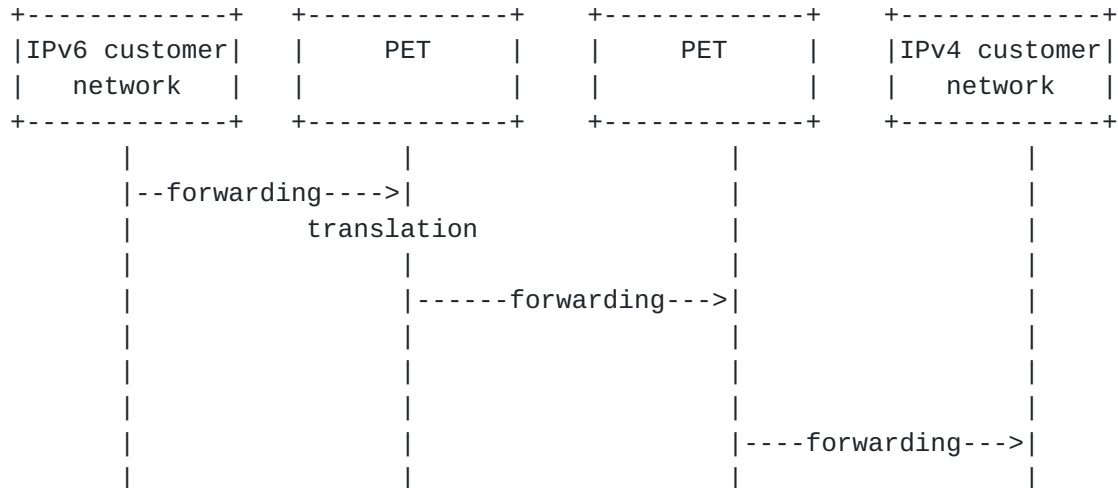 +-------------+   +-------------+    +-------------+    +-------------+
|IPv6 customer|   |     PET     |    |     PET     |    |IPv4 customer|
|   network   |   |             |    |             |    |   network   |
+-------------+   +-------------+    +-------------+    +-------------+
       |                 |                   |                  |
       |--forwarding---->|                   |                  |
       |           translation               |                  |
       |                 |                   |                  |
       |                 |------forwarding--->|                  |
       |                 |                   |                  |
       |                 |                   |                  |
       |                 |                   |                  |
       |                 |                   |----forwarding--->|
       |                 |                   |                  |